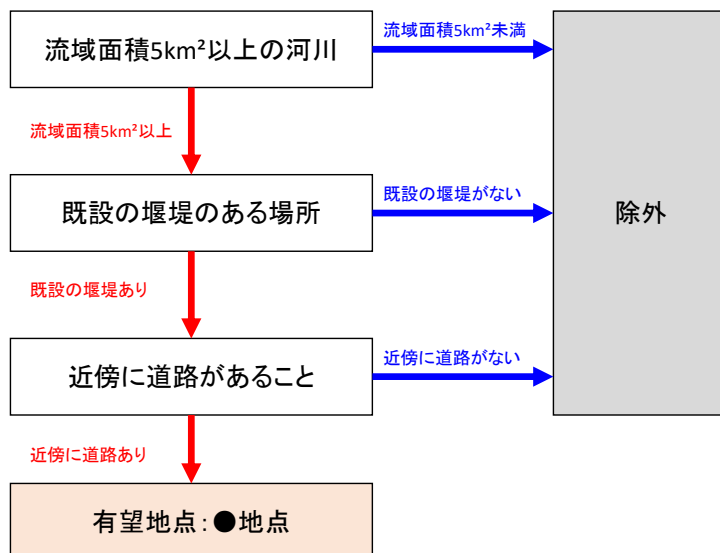 流域面積5km²以上の河川
流域面積5km²未満
流域面積5km²以上
既設の堰堤のある場所
既設の堰堤がない
除外
既設の堰堤あり
近傍に道路があること
近傍に道路がない
近傍に道路あり
有望地点：●地点